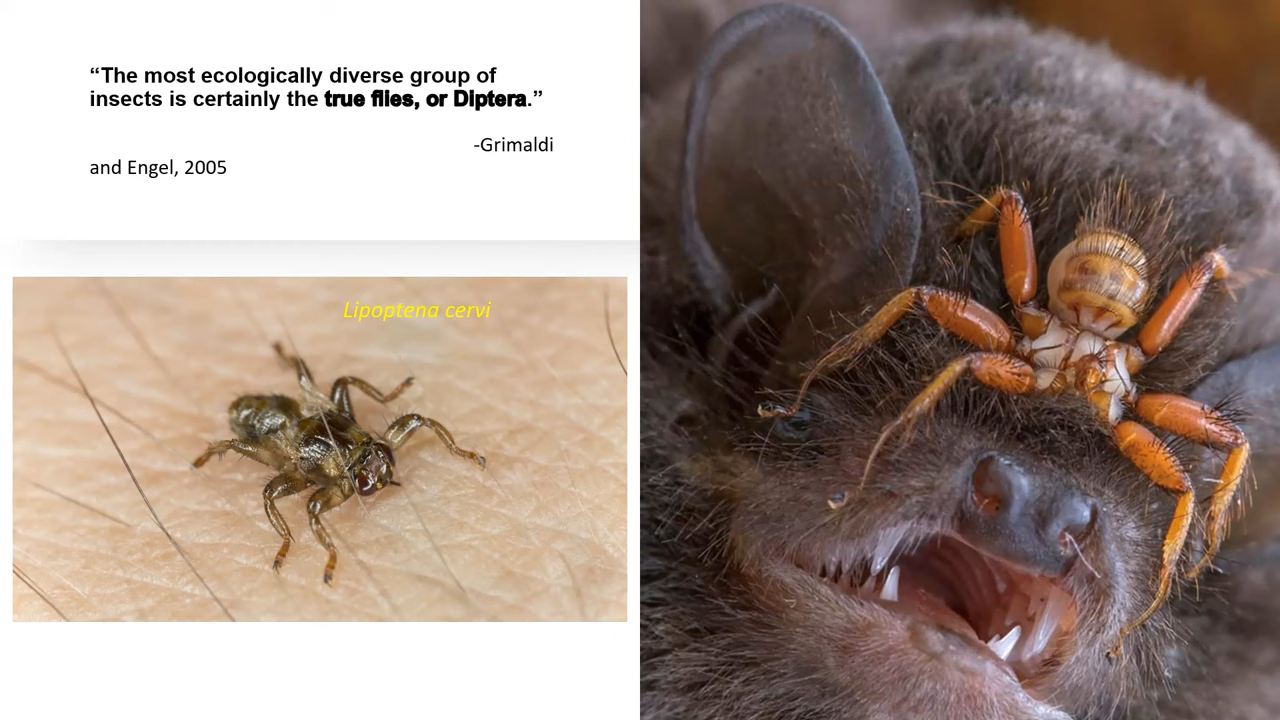 “The most ecologically diverse group of
insects is certainly the true flies, or Diptera.”
-Grimaldi
and Engel, 2005
Lipoptena cervi